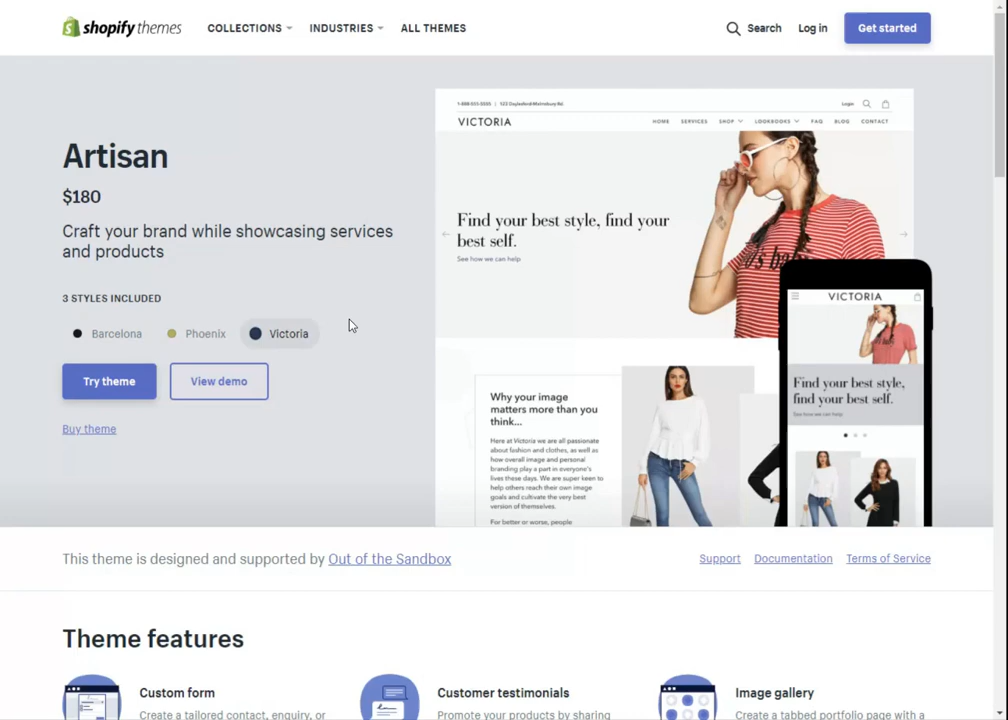 shopify themes
COLLECTIONS
INDUSTRIES
ALL THEMES
Search
Log in
Get started
Artisan
$180
Craft your brand while showcasing services
and products
3 STYLES INCLUDED
Barcelona
Phoenix
Victoria
Try theme
View demo
Buy theme
1-888-555-5555 | 123 Daylesford-Morrisbury Rd.
Login
VICTORIA
HOME
SERVICES
SHOP
LOOKBOOKS
FAQ
BLOG
CONTACT
Find your best style, find your
best self.
See how we can help
Why your image
matters more than you
think...
Here at Victoria we are all passionate
about fashion and clothes, as well as
how overall image and personal
branding play a part in everyone's
lives these days. We are super keen to
help others reach their own image
goals and cultivate the very best
version of themselves.
For better or worse, people
VICTORIA
Find your best style,
find your best self.
See how we can help
This theme is designed and supported by Out of the Sandbox
Support
Documentation
Terms of Service
Theme features
Custom form
Create a tailored contact, enquiry, or
Customer testimonials
Promote your products by sharing
Image gallery
Create a tabbed portfolio page with a